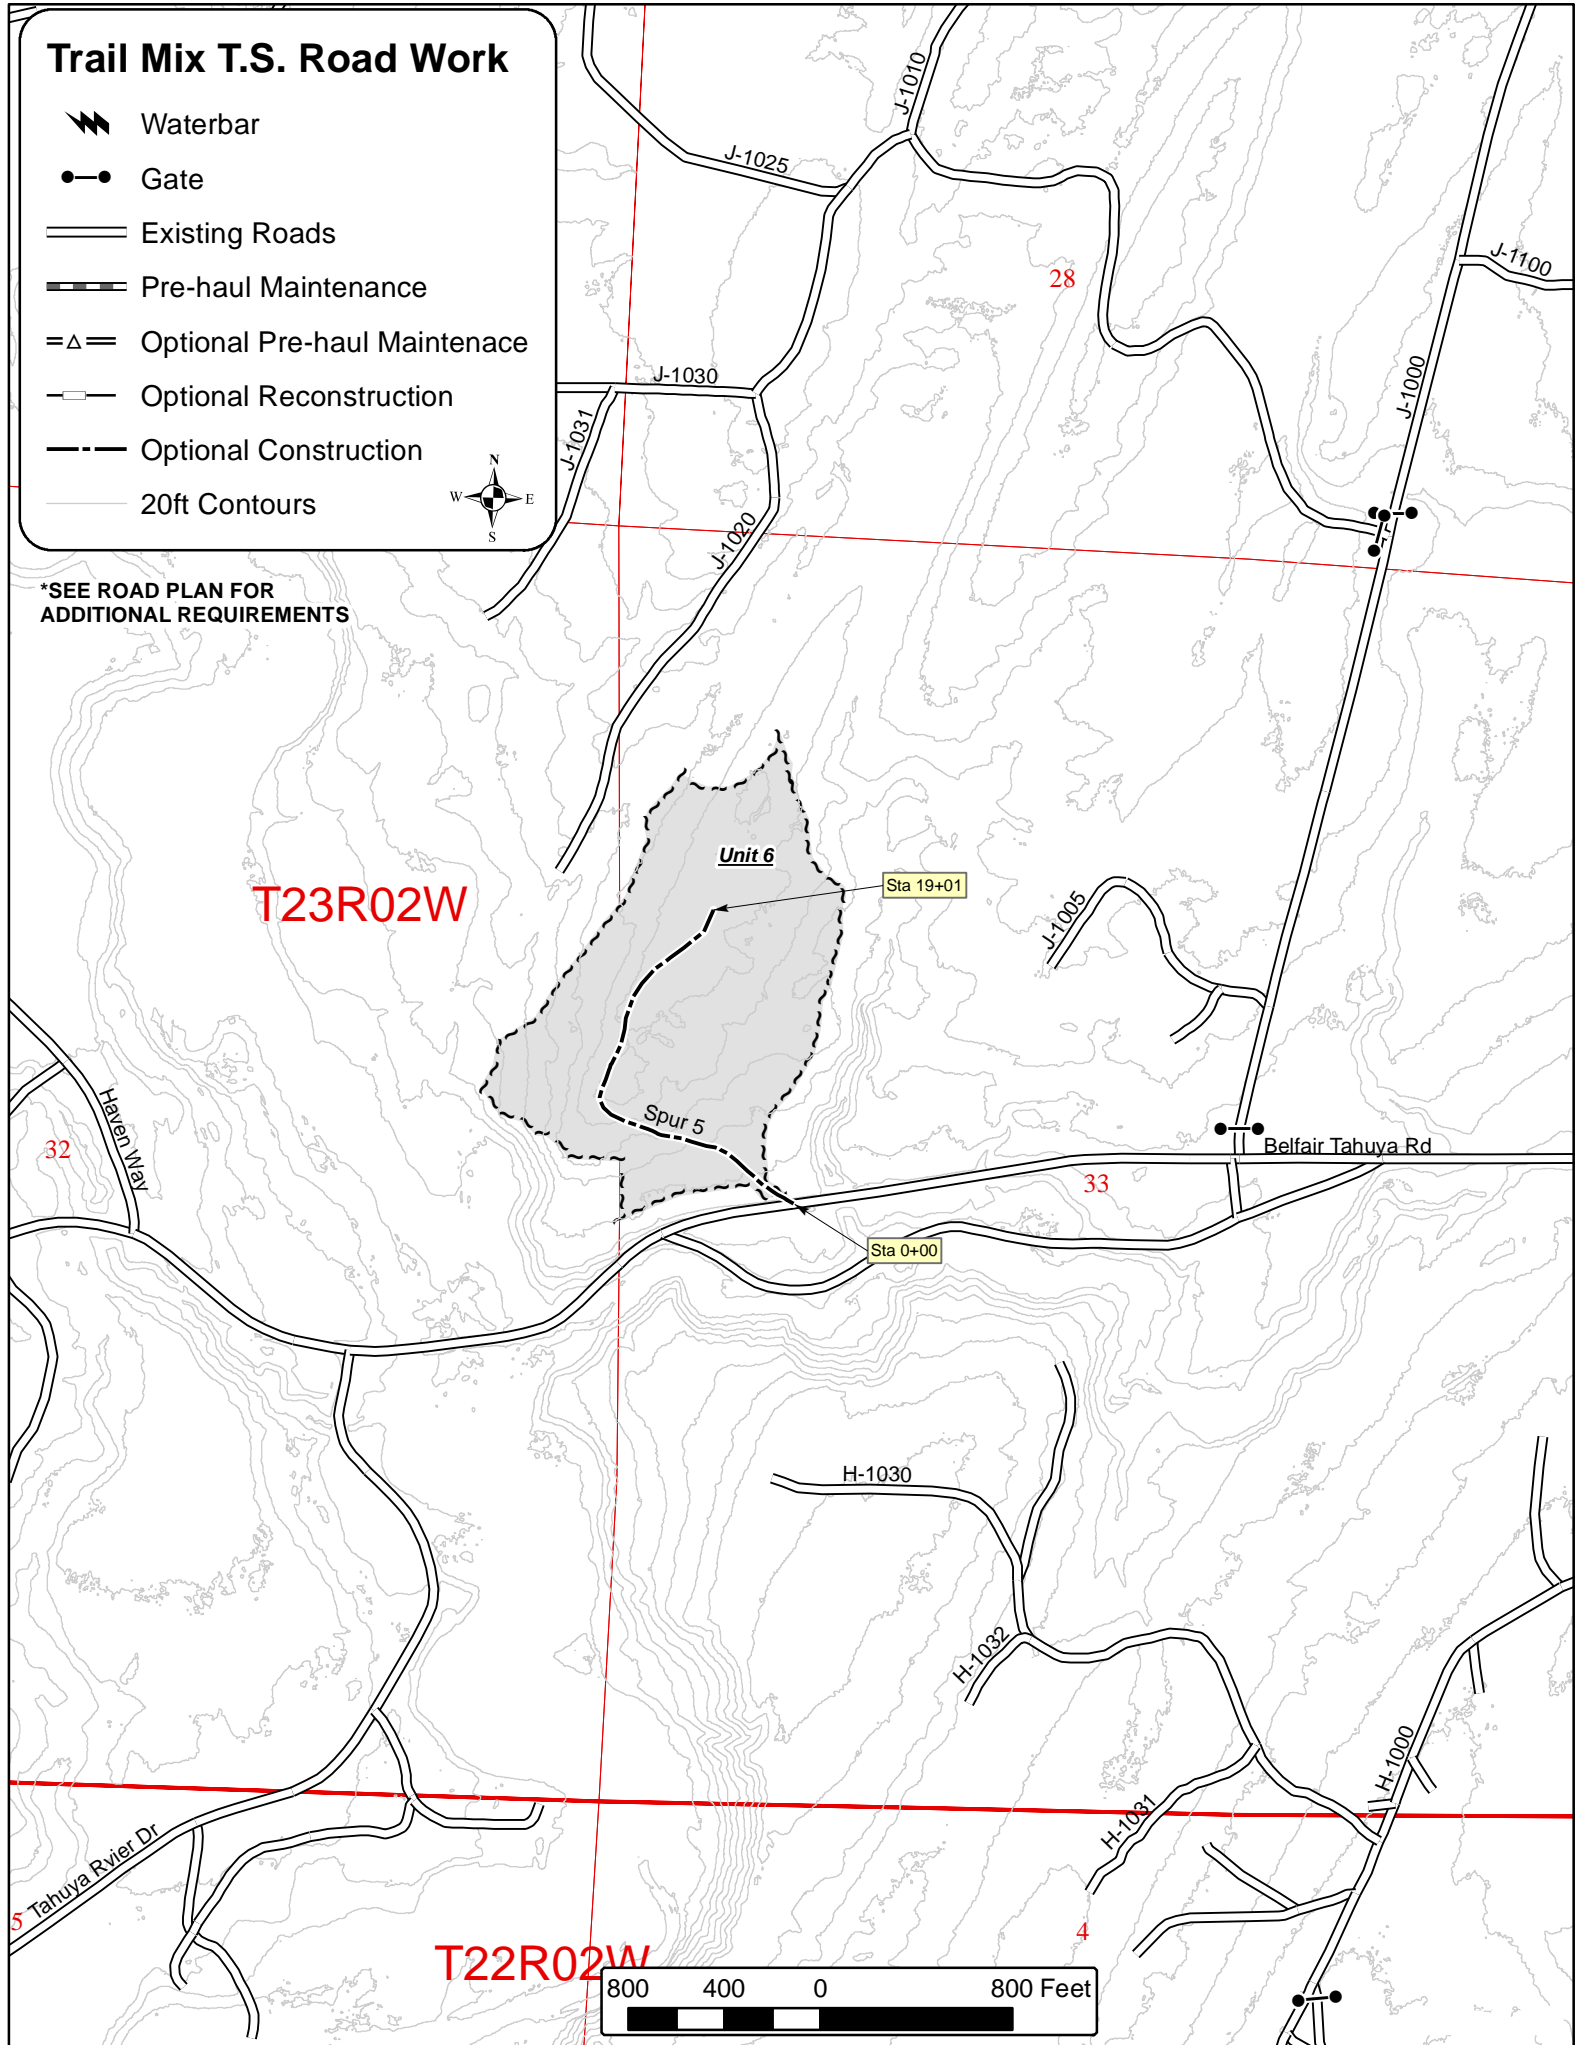 Trail Mix T.S. Road Work
Waterbar
Gate
Existing Roads
Pre-haul Maintenance
Optional Pre-haul Maintenace
Optional Reconstruction
Optional Construction
20ft Contours
N
W
E
S
*SEE ROAD PLAN FOR
ADDITIONAL REQUIREMENTS
J-1010
J-1025
28
J-1100
J-1030
J-1000
J-1031
J-1020
Unit 6
Sta 19+01
T23R02W
J-1005
Haven Way
Spur 5
32
Belfair Tahuya Rd
33
Sta 0+00
H-1030
H-1032
H-1000
H-1031
Tahuya Rvier Dr
5
4
T22R02W
800 400 0 800 Feet